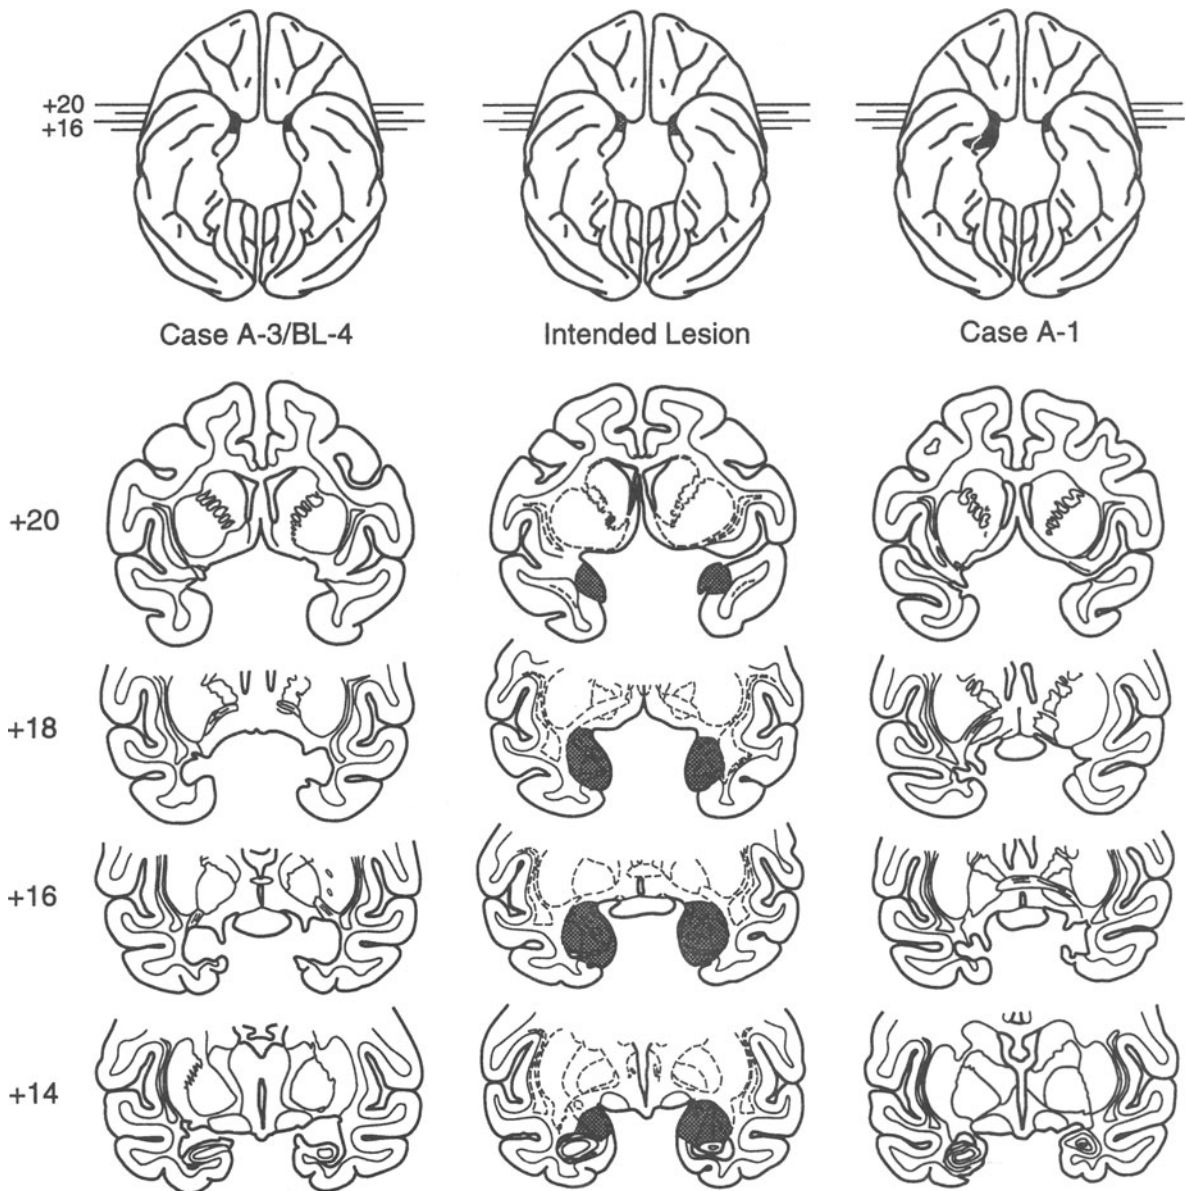 +20
+16
Case A-3/BL-4
Intended Lesion
Case A-1
+20
+18
+16
+14